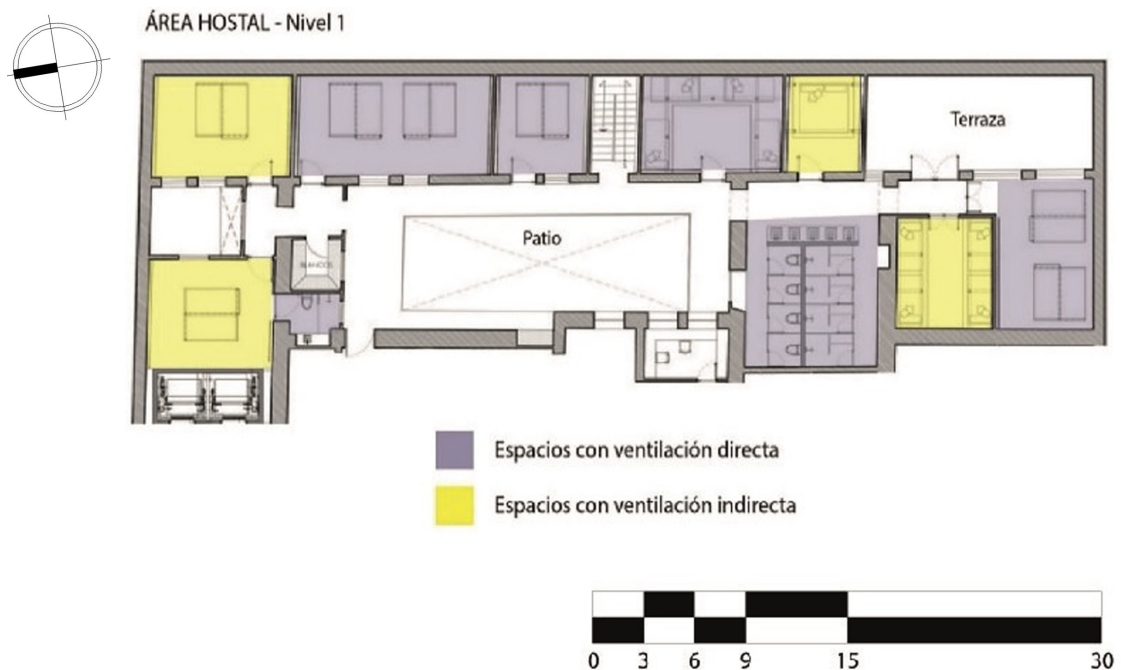 ÁREA HOSTAL - Nivel 1
Terraza
Patio
BLANCOS
Espacios con ventilación directa
Espacios con ventilación indirecta
0 3 6 9 15 30